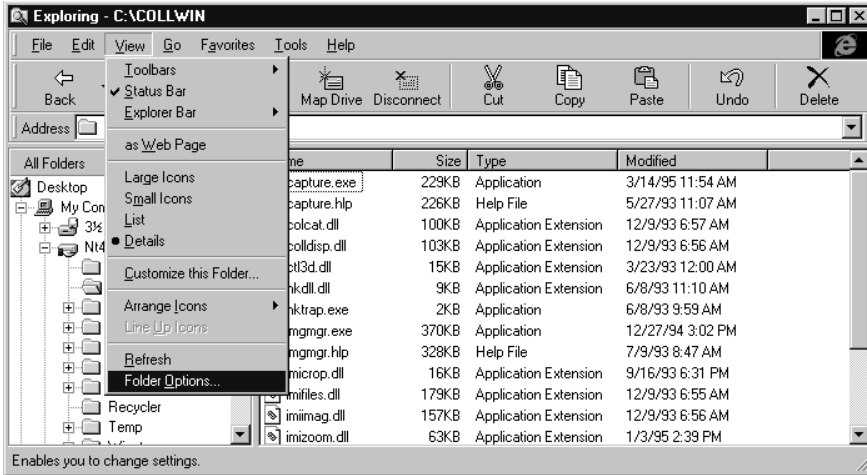 Exploring - C:\COLLWIN
File Edit View Go Favorites Tools Help
Back Map Drive Disconnect Cut Copy Paste Undo Delete
Address
Toolbars
Status Bar
Explorer Bar
as Web Page
Large Icons
Small Icons
List
Details
Customize this Folder...
Arrange Icons
Line Up Icons
Refresh
Folder Options...
All Folders
Desktop
My Con
3½
Nt4
Recycler
Temp
me Size Type Modified
capture.exe 229KB Application 3/14/95 11:54 AM
capture.hlp 226KB Help File 5/27/93 11:07 AM
colcat.dll 100KB Application Extension 12/9/93 6:57 AM
colldisp.dll 103KB Application Extension 12/9/93 6:56 AM
ctl3d.dll 15KB Application Extension 3/23/93 12:00 AM
nkdll.dll 9KB Application Extension 6/8/93 11:10 AM
nktrap.exe 2KB Application 6/8/93 9:59 AM
mgmgr.exe 370KB Application 12/27/94 3:02 PM
mgmgr.hlp 328KB Help File 7/9/93 8:47 AM
microp.dll 16KB Application Extension 9/16/93 6:31 PM
imifiles.dll 179KB Application Extension 12/9/93 6:55 AM
imiimag.dll 157KB Application Extension 12/9/93 6:56 AM
imizoom.dll 63KB Application Extension 1/3/95 2:39 PM
Enables you to change settings.